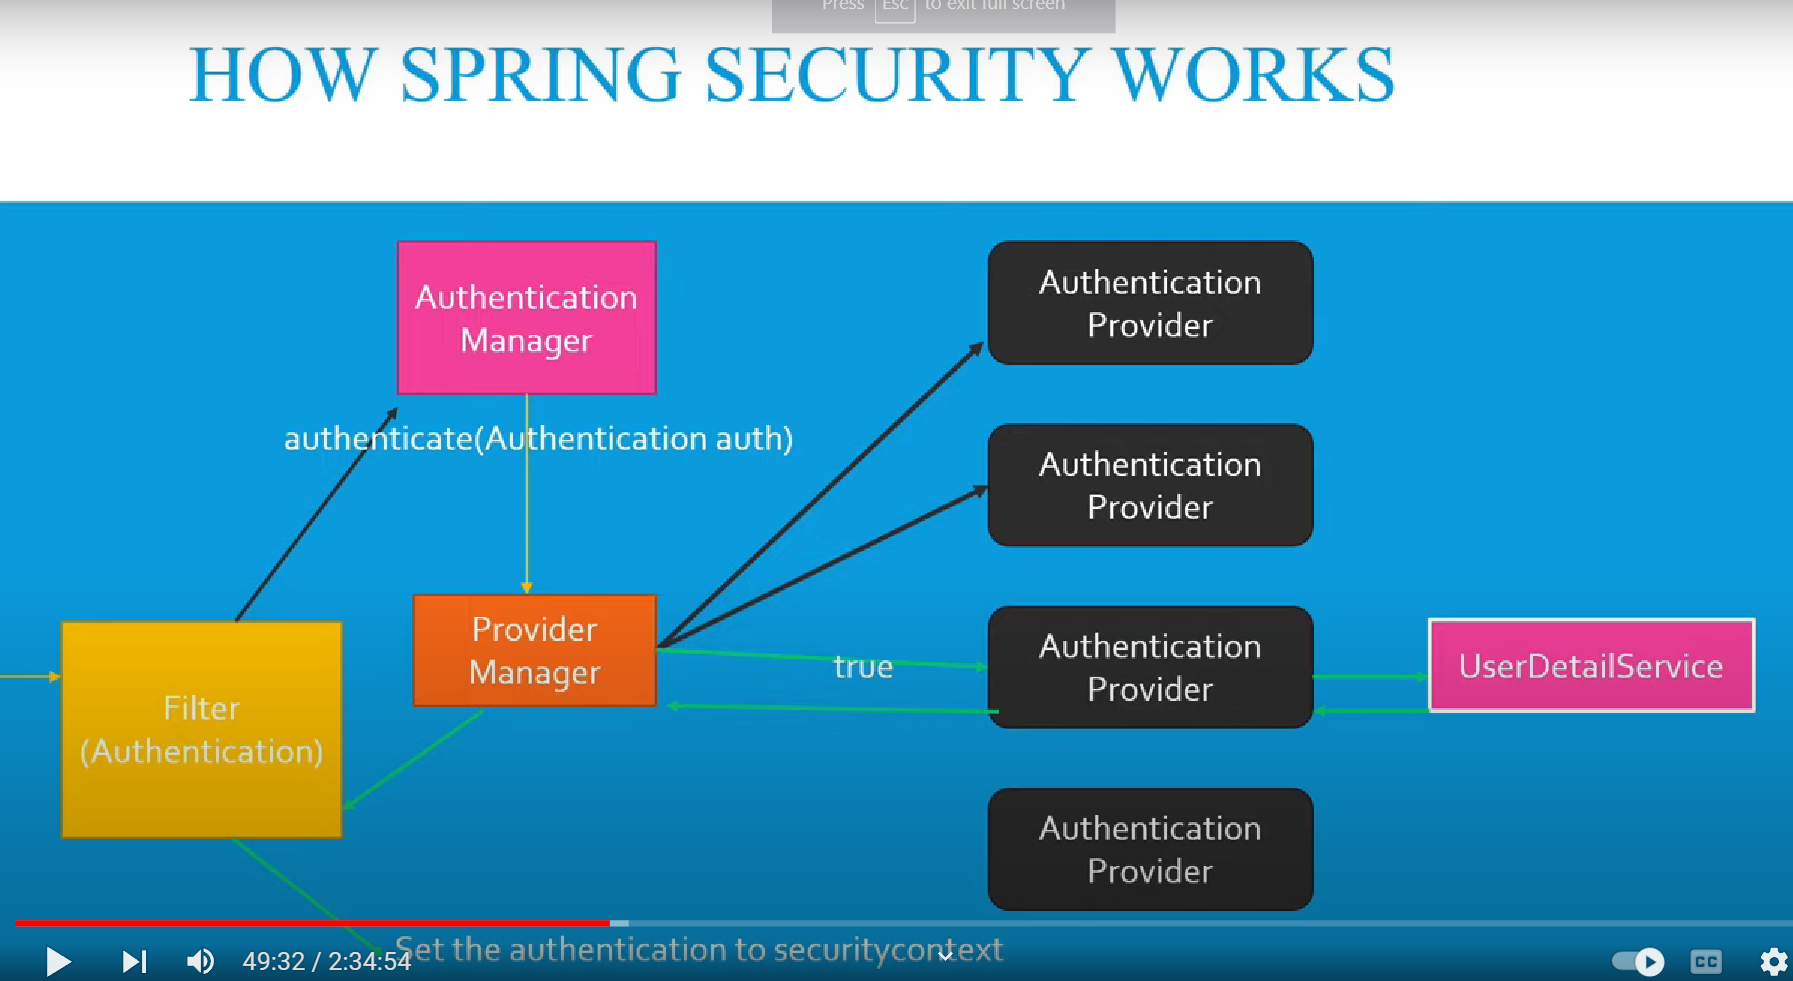 Press Esc to exit full screen
HOW SPRING SECURITY WORKS
Authentication
Manager
authenticate(Authentication auth)
Provider
Manager
Filter
(Authentication)
true
Authentication
Provider
Authentication
Provider
Authentication
Provider
UserDetailService
Authentication
Provider
Set the authentication to securitycontext
49:32 / 2:34:54
CC